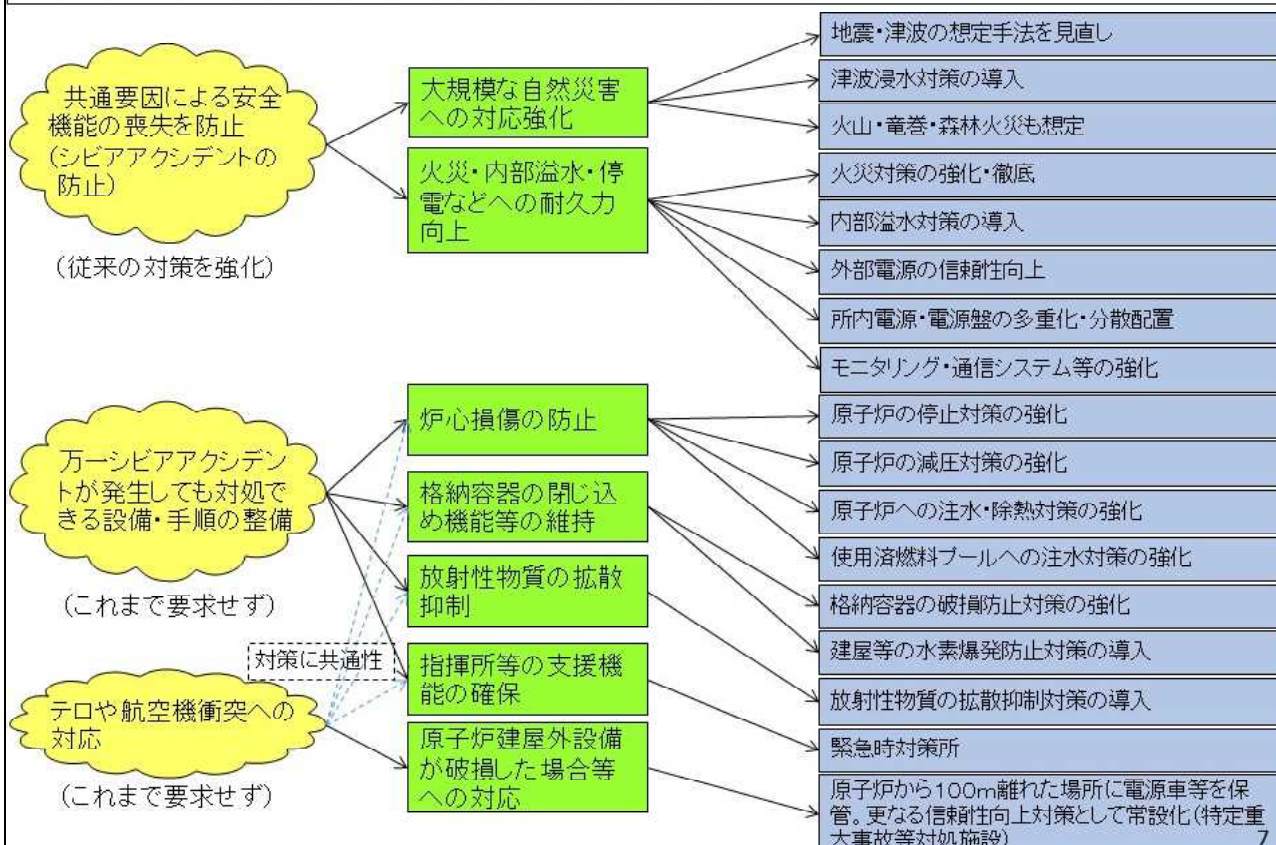 共通要因による安全
機能の喪失を防止
(シビアアクシデントの
防止)
(従来の対策を強化)
大規模な自然災害
への対応強化
火災・内部溢水・停
電などへの耐久力
向上
地震・津波の想定手法を見直し
津波浸水対策の導入
火山・竜巻・森林火災も想定
火災対策の強化・徹底
内部溢水対策の導入
外部電源の信頼性向上
所内電源・電源盤の多重化・分散配置
モニタリング・通信システム等の強化
万一シビアアクシデン
トが発生しても対処で
きる設備・手順の整備
(これまで要求せず)
炉心損傷の防止
格納容器の閉じ込
め機能等の維持
放射性物質の拡散
抑制
対策に共通性
指揮所等の支援機
能の確保
テロや航空機衝突への
対応
(これまで要求せず)
原子炉建屋外設備
が破損した場合等
への対応
原子炉の停止対策の強化
原子炉の減圧対策の強化
原子炉への注水・除熱対策の強化
使用済燃料プールへの注水対策の強化
格納容器の破損防止対策の強化
建屋等の水素爆発防止対策の導入
放射性物質の拡散抑制対策の導入
緊急時対策所
原子炉から100m離れた場所に電源車等を保
管。更なる信頼性向上対策として常設化(特定重
大事故等対処施設)
7